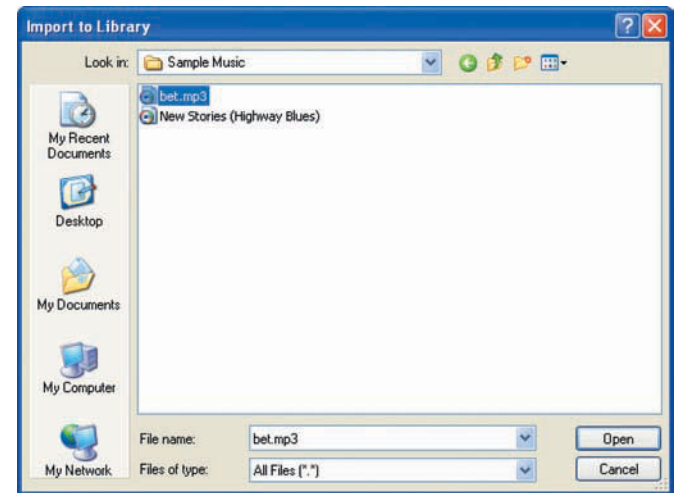 Import to Library
Look in: Sample Music
bet.mp3
New Stories (Highway Blues)
My Recent
Documents
Desktop
My Documents
My Computer
My Network
File name: bet.mp3 Open
Files of type: All Files (*.*) Cancel